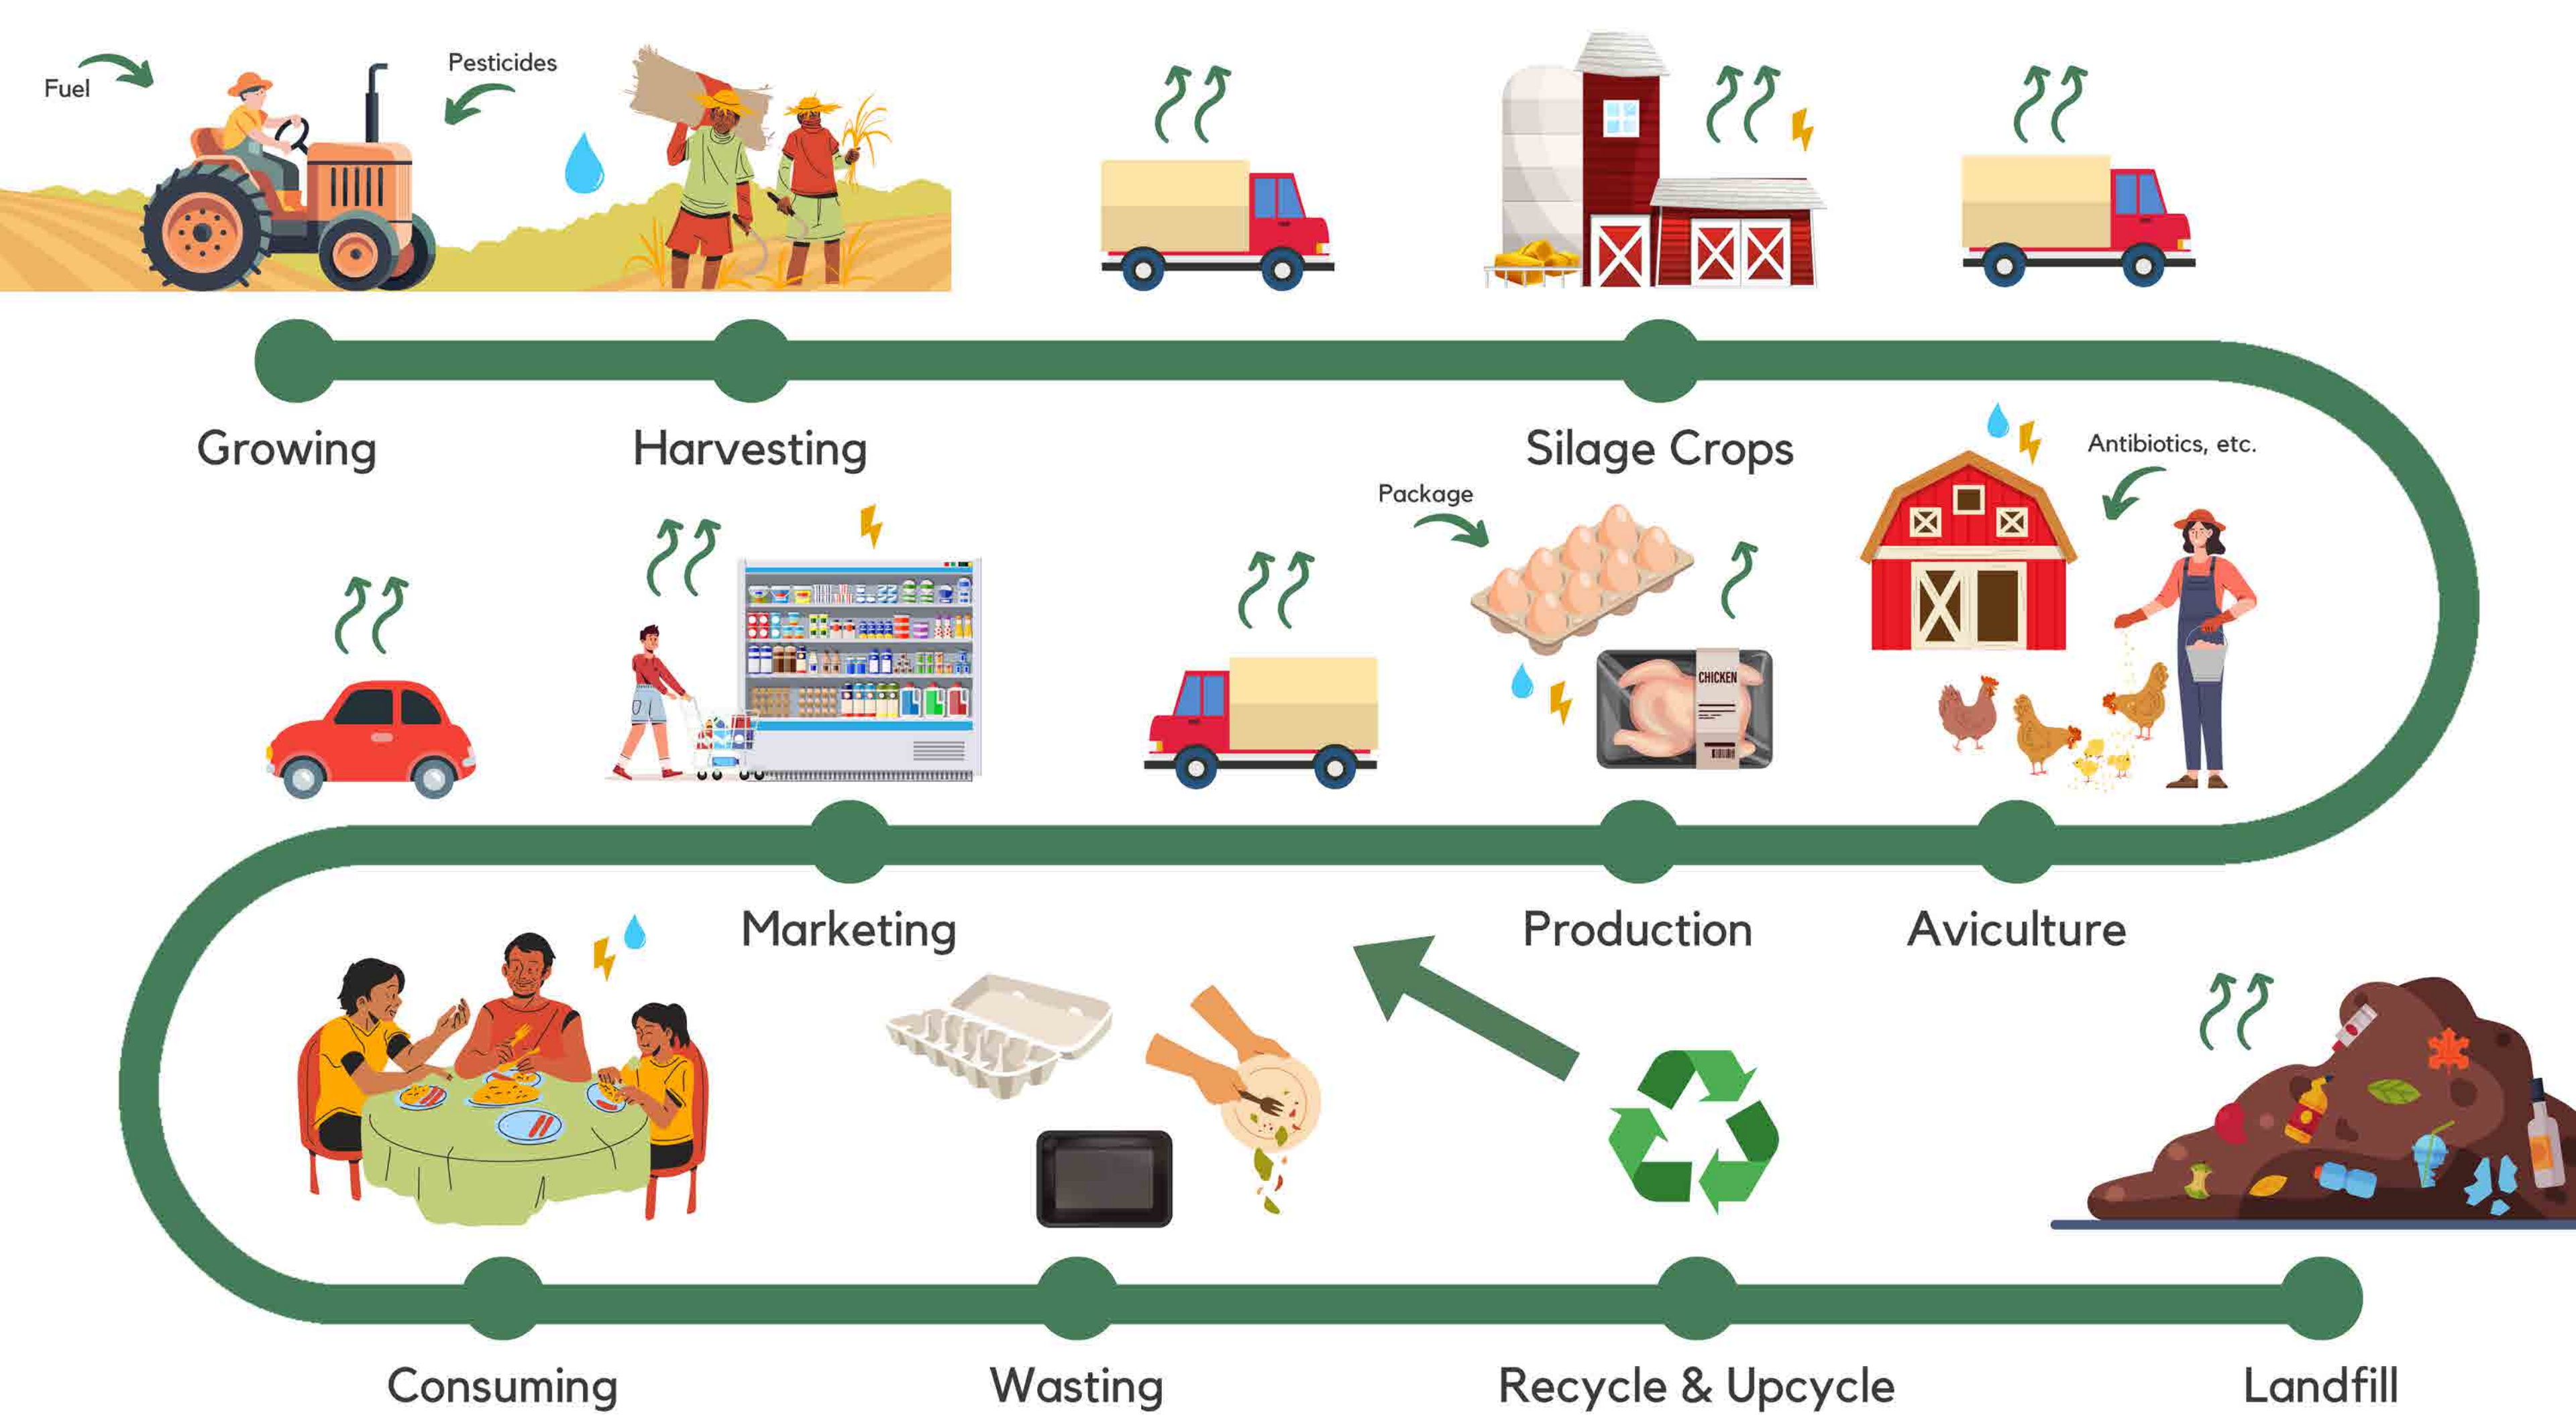 Fuel
Pesticides
Growing
Harvesting
Silage Crops
Antibiotics, etc.
Package
CHICKEN
Marketing
Production
Aviculture
Consuming
Wasting
Recycle & Upcycle
Landfill